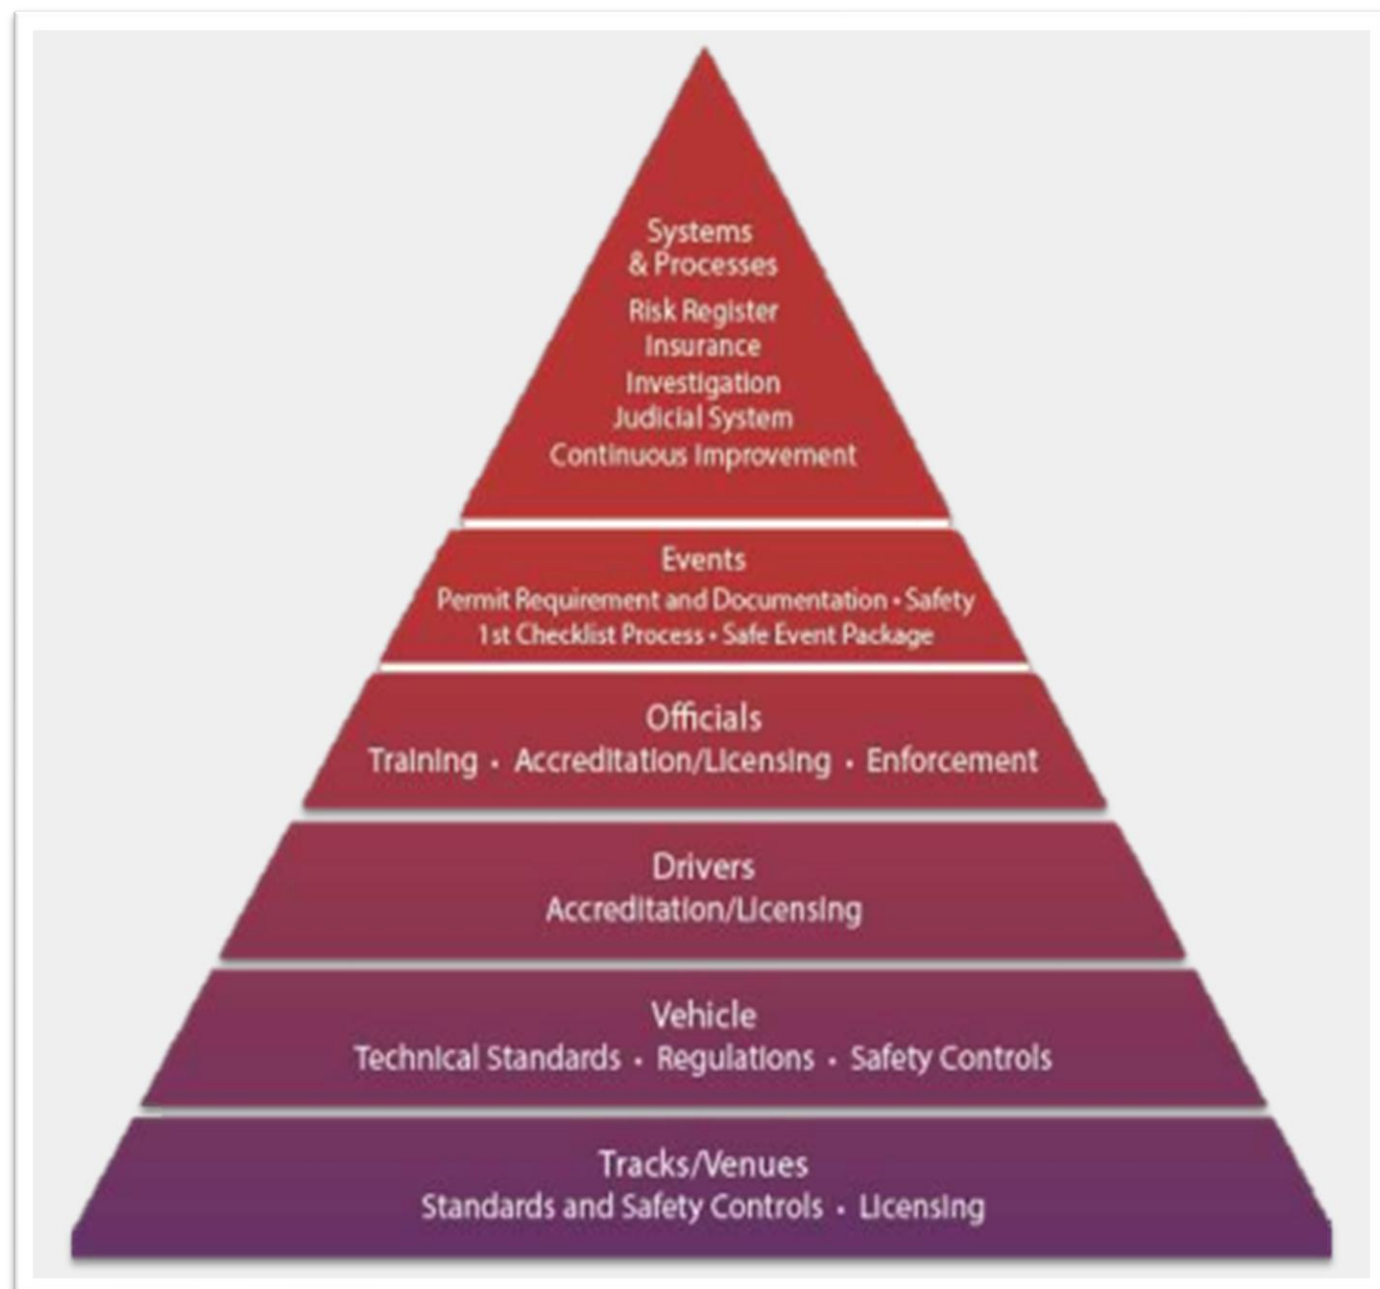 Systems
& Processes
Risk Register
Insurance
Investigation
Judicial System
Continuous Improvement
Events
Permit Requirement and Documentation • Safety
1st Checklist Process • Safe Event Package
Officials
Training • Accreditation/Licensing • Enforcement
Drivers
Accreditation/Licensing
Vehicle
Technical Standards • Regulations • Safety Controls
Tracks/Venues
Standards and Safety Controls • Licensing